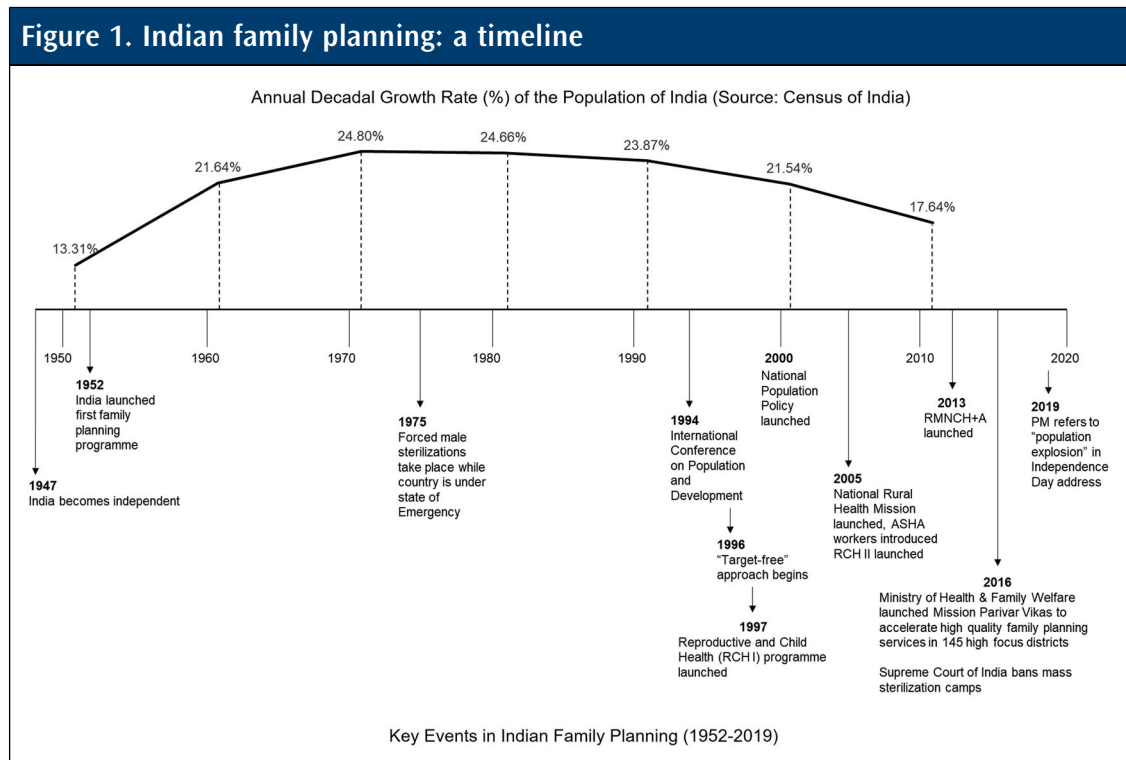 Figure 1. Indian family planning: a timeline
Annual Decadal Growth Rate (%) of the Population of India (Source: Census of India)
13.31%
21.64%
24.80%
24.66%
23.87%
21.54%
17.64%
1950
1960
1970
1980
1990
2000
National
Population
Policy
launched
2010
2020
1947
India becomes independent
1952
India launched
first family
planning
programme
1975
Forced male
sterilizations
take place while
country is under
state of
Emergency
1994
International
Conference
on Population
and
Development
1996
“Target-free”
approach begins
1997
Reproductive and Child
Health (RCH I) programme
launched
2005
National Rural
Health Mission
launched, ASHA
workers introduced
RCH II launched
2013
RMNCH+A
launched
2016
Ministry of Health & Family Welfare
launched Mission Parivar Vikas to
accelerate high quality family planning
services in 145 high focus districts
Supreme Court of India bans mass
sterilization camps
2019
PM refers to
“population
explosion” in
Independence
Day address
Key Events in Indian Family Planning (1952-2019)